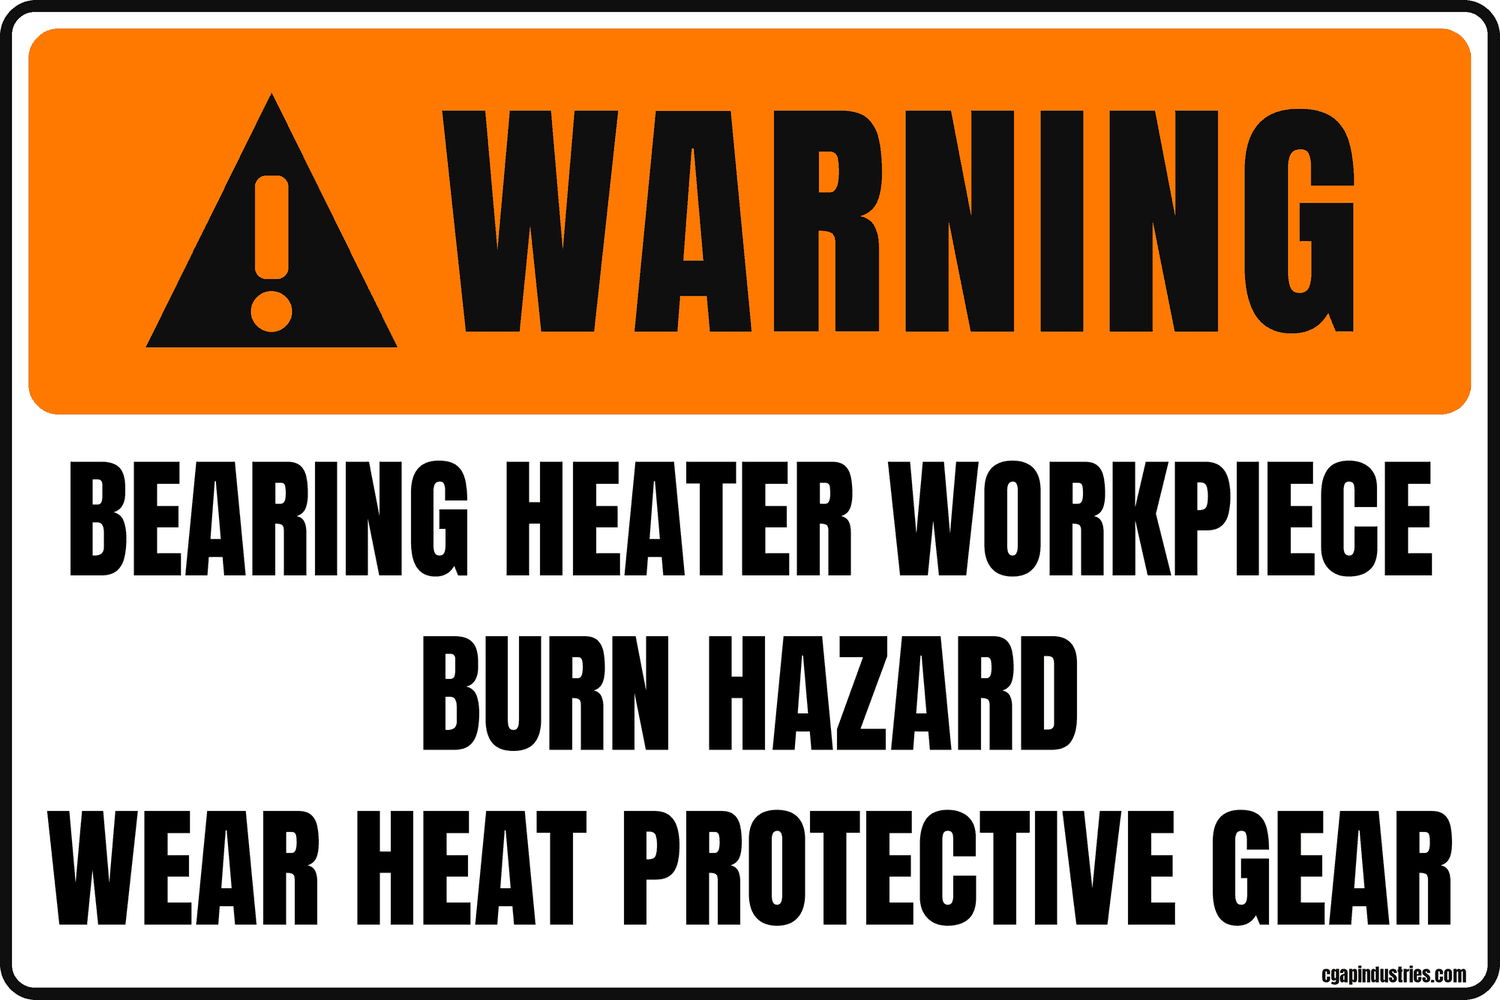 WARNING
BEARING HEATER WORKPIECE
BURN HAZARD
WEAR HEAT PROTECTIVE GEAR
cgapindustries.com